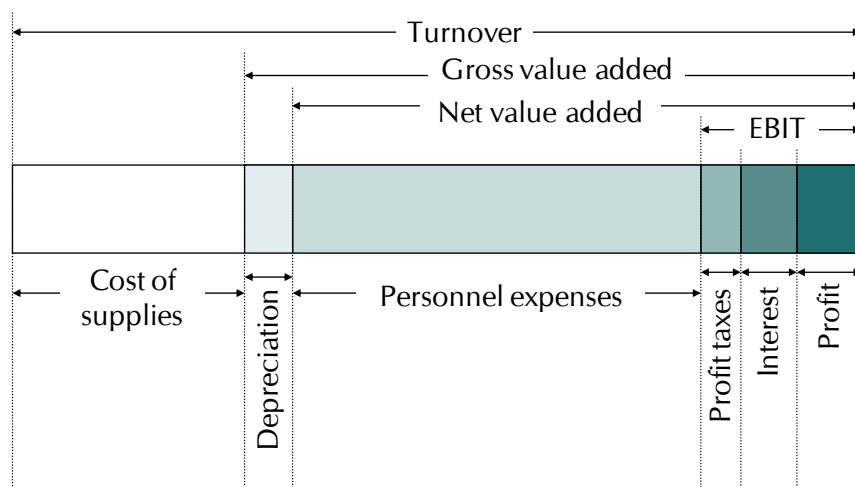 Turnover
Gross value added
Net value added
EBIT
Cost of
supplies
Depreciation
Personnel expenses
Profit taxes
Interest
Profit